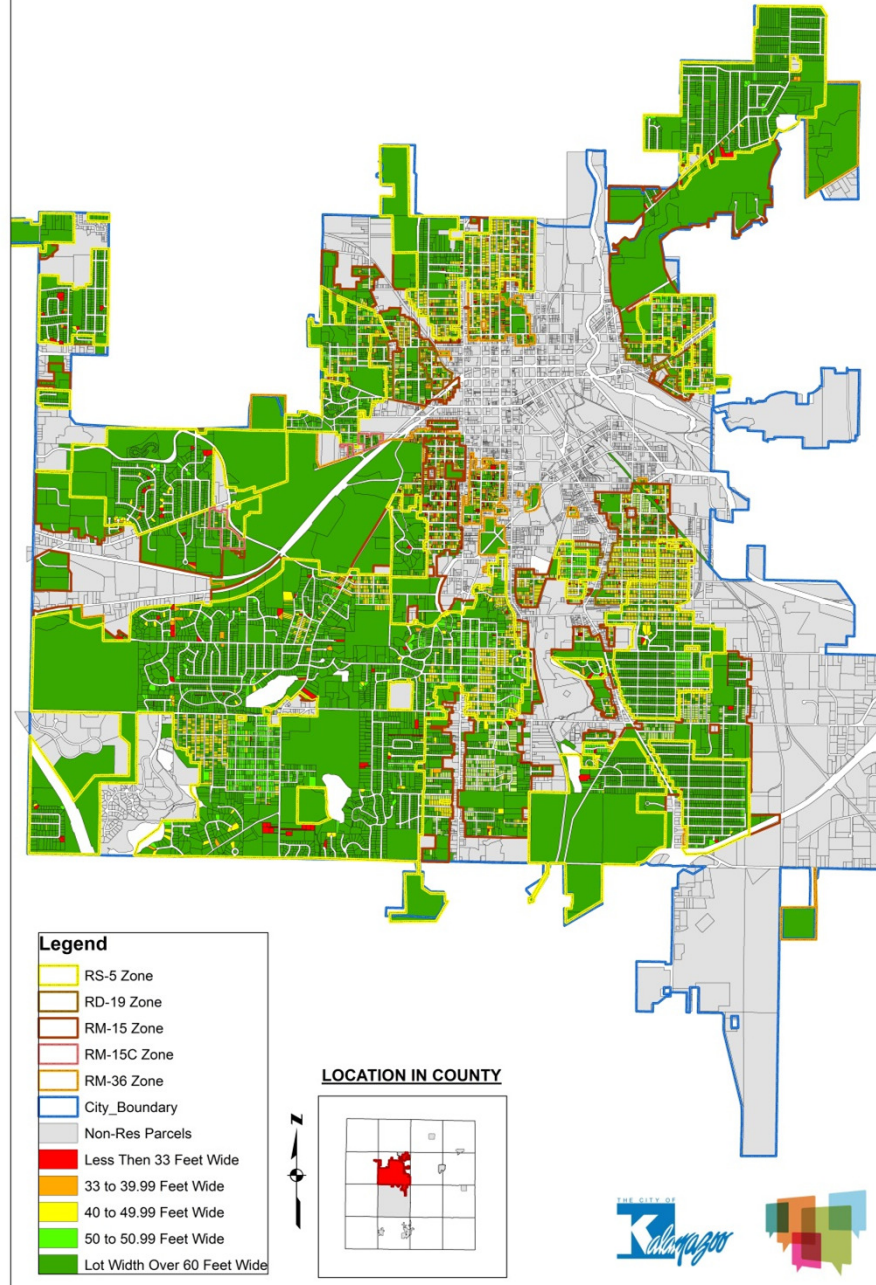 Legend
RS-5 Zone
RD-19 Zone
RM-15 Zone
RM-15C Zone
RM-36 Zone
City_Boundary
Non-Res Parcels
Less Then 33 Feet Wide
33 to 39.99 Feet Wide
40 to 49.99 Feet Wide
50 to 50.99 Feet Wide
Lot Width Over 60 Feet Wide
LOCATION IN COUNTY
N
THE CITY OF
Kalamazoo